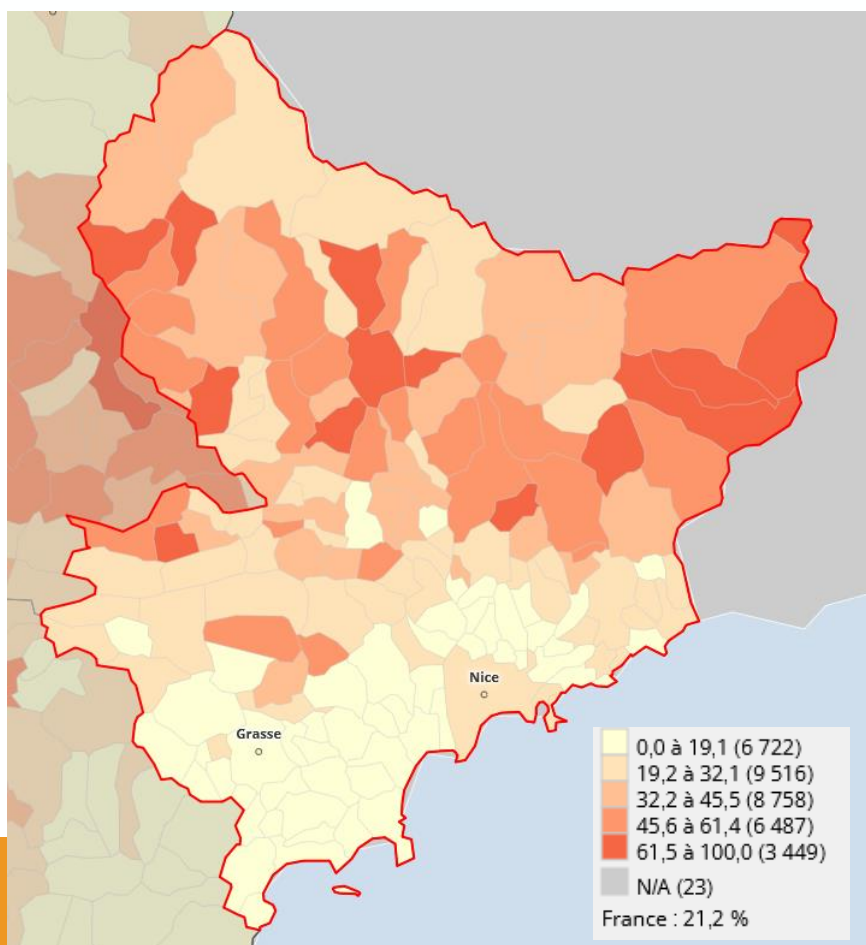 Nice
Grasse
0,0 à 19,1 (6 722)
19,2 à 32,1 (9 516)
32,2 à 45,5 (8 758)
45,6 à 61,4 (6 487)
61,5 à 100,0 (3 449)
N/A (23)
France : 21,2 %